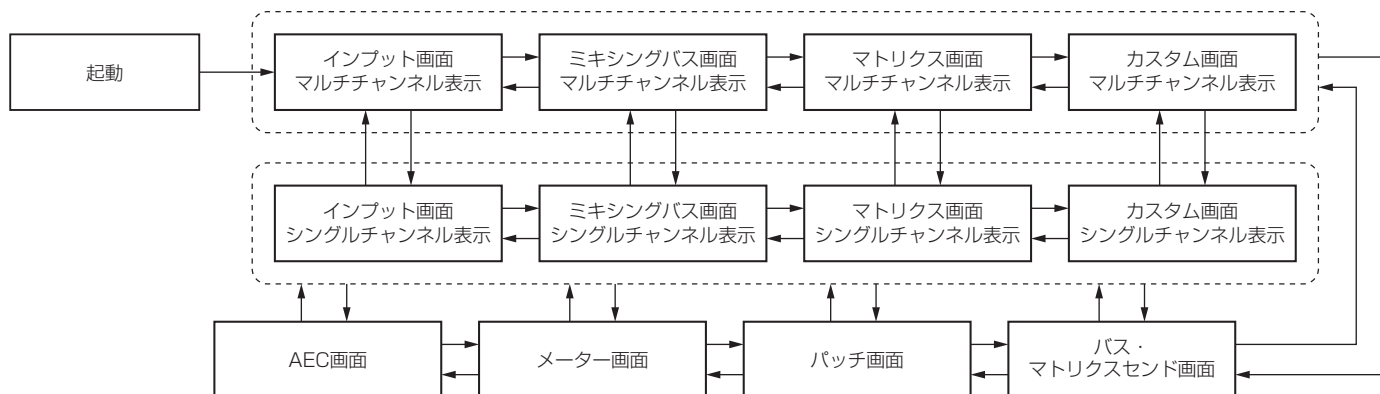 起動
インプット画面
マルチチャンネル表示
ミキシングバス画面
マルチチャンネル表示
マトリクス画面
マルチチャンネル表示
カスタム画面
マルチチャンネル表示
インプット画面
シングルチャンネル表示
ミキシングバス画面
シングルチャンネル表示
マトリクス画面
シングルチャンネル表示
カスタム画面
シングルチャンネル表示
AEC画面
メーター画面
パッチ画面
バス・
マトリクスセンド画面